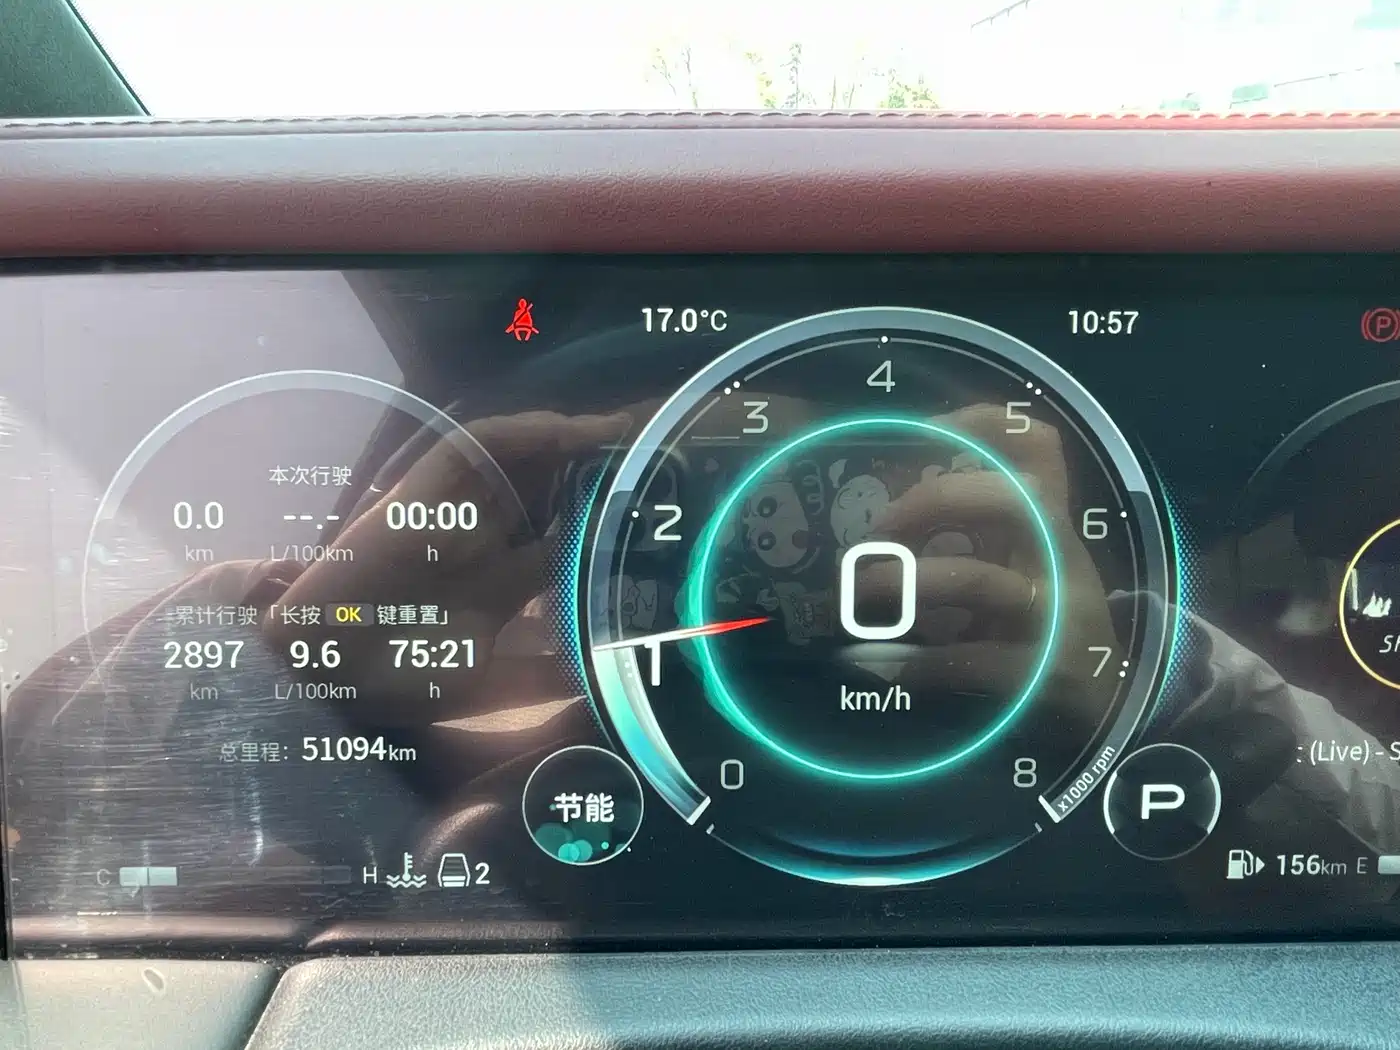 17.0°C
10:57
P
本次行驶
0.0 --.- 00:00
km L/100km h
累计行驶「长按 OK 键重置」
2897 9.6 75:21
km L/100km h
总里程：51094km
C H 2
节能
0
1
2
3
4
5
6
7
8
x1000 rpm
0
km/h
P
: (Live) - S
156km E